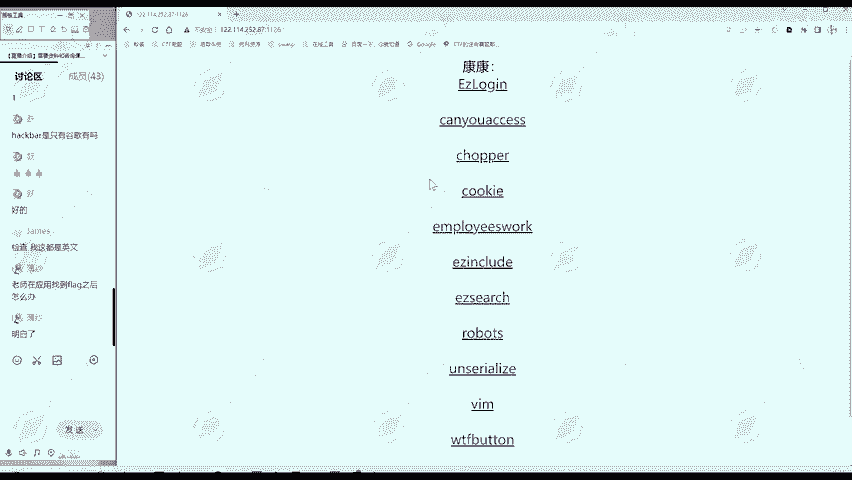 讨论区 成员(43)
1
hackbar是只有谷歌有吗
好的
James
检查 我这都是英文
老师在应用找到flag之后
怎么办
明白了
发送
122.114.252.87:1126
不安全 122.114.252.87:1126
Google
康康:
EzLogin
canyouaccess
chopper
cookie
employeeswork
ezinclude
ezsearch
robots
unserialize
vim
wtfbutton